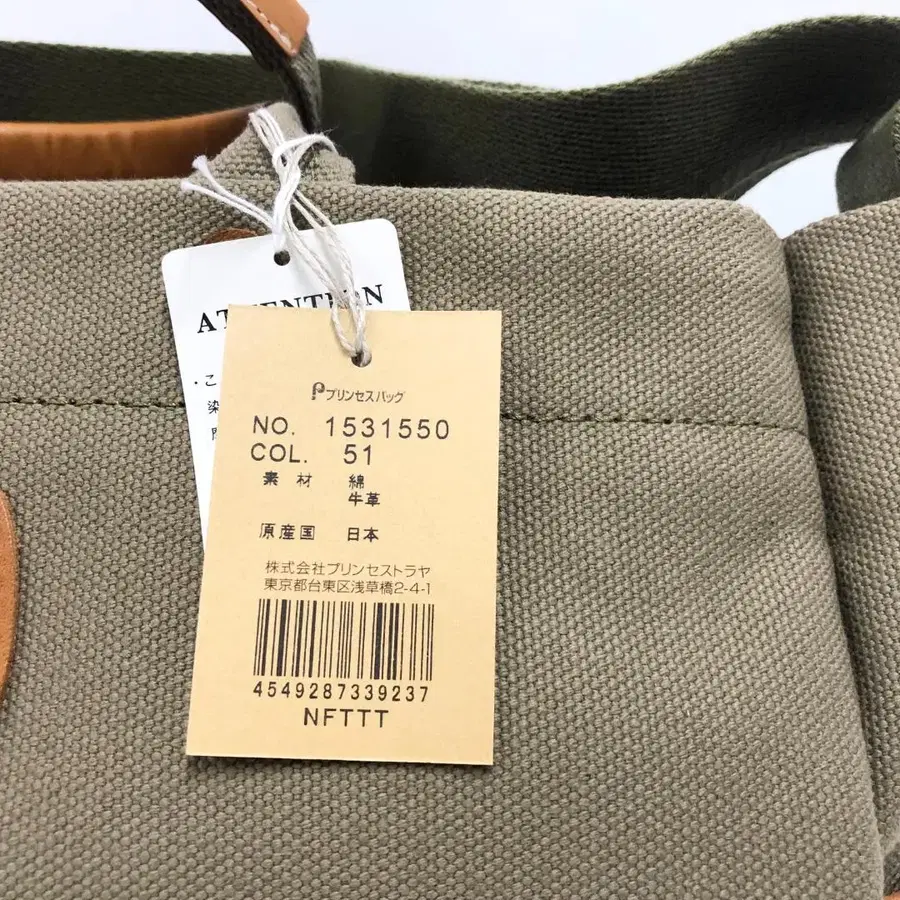 ATTENTION
・こ
染
プリンセスバッグ
NO. 1531550
COL. 51
素材 綿
牛革
原産国 日本
株式会社プリンセストラヤ
東京都台東区浅草橋2-4-1
4549287339237
NFTTT